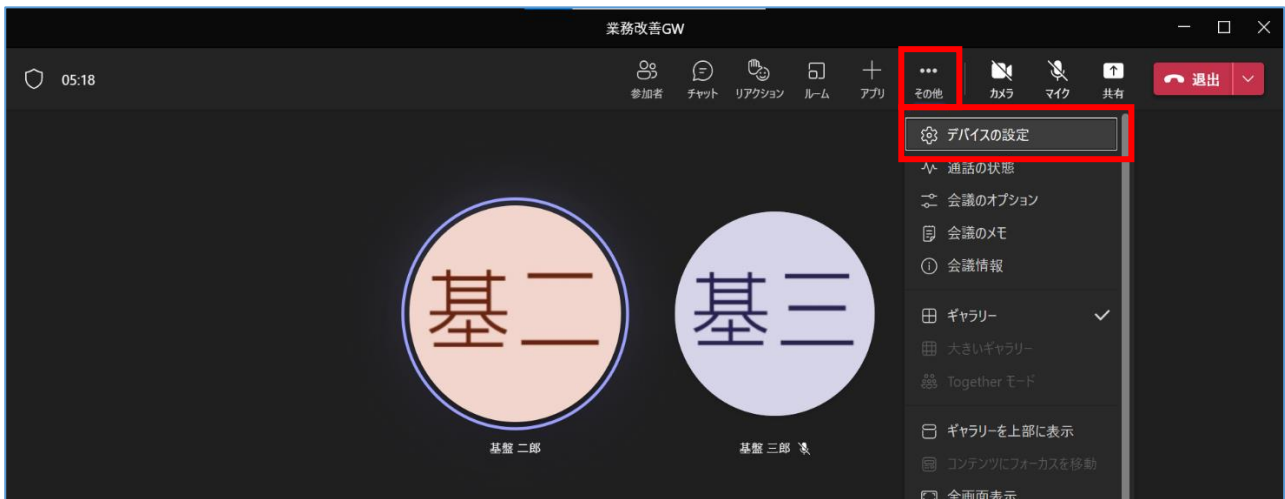 業務改善GW
05:18
参加者 チャット リアクション ルーム アプリ その他 カメラ マイク 共有 退出
デバイスの設定
通話の状態
会議のオプション
会議のメモ
会議情報
ギャラリー
大きいギャラリー
Together モード
ギャラリーを上部に表示
コンテンツにフォーカスを移動
全画面表示
基二
基三
基盤 二郎
基盤 三郎